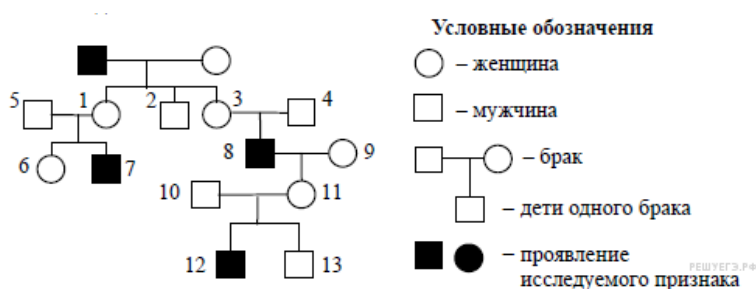 Условные обозначения
– женщина
– мужчина
– брак
– дети одного брака
– проявление
исследуемого признака
5 1 2 3 4
6 7 8 9
10 11
12 13
РЕШУЕГЭ.РФ